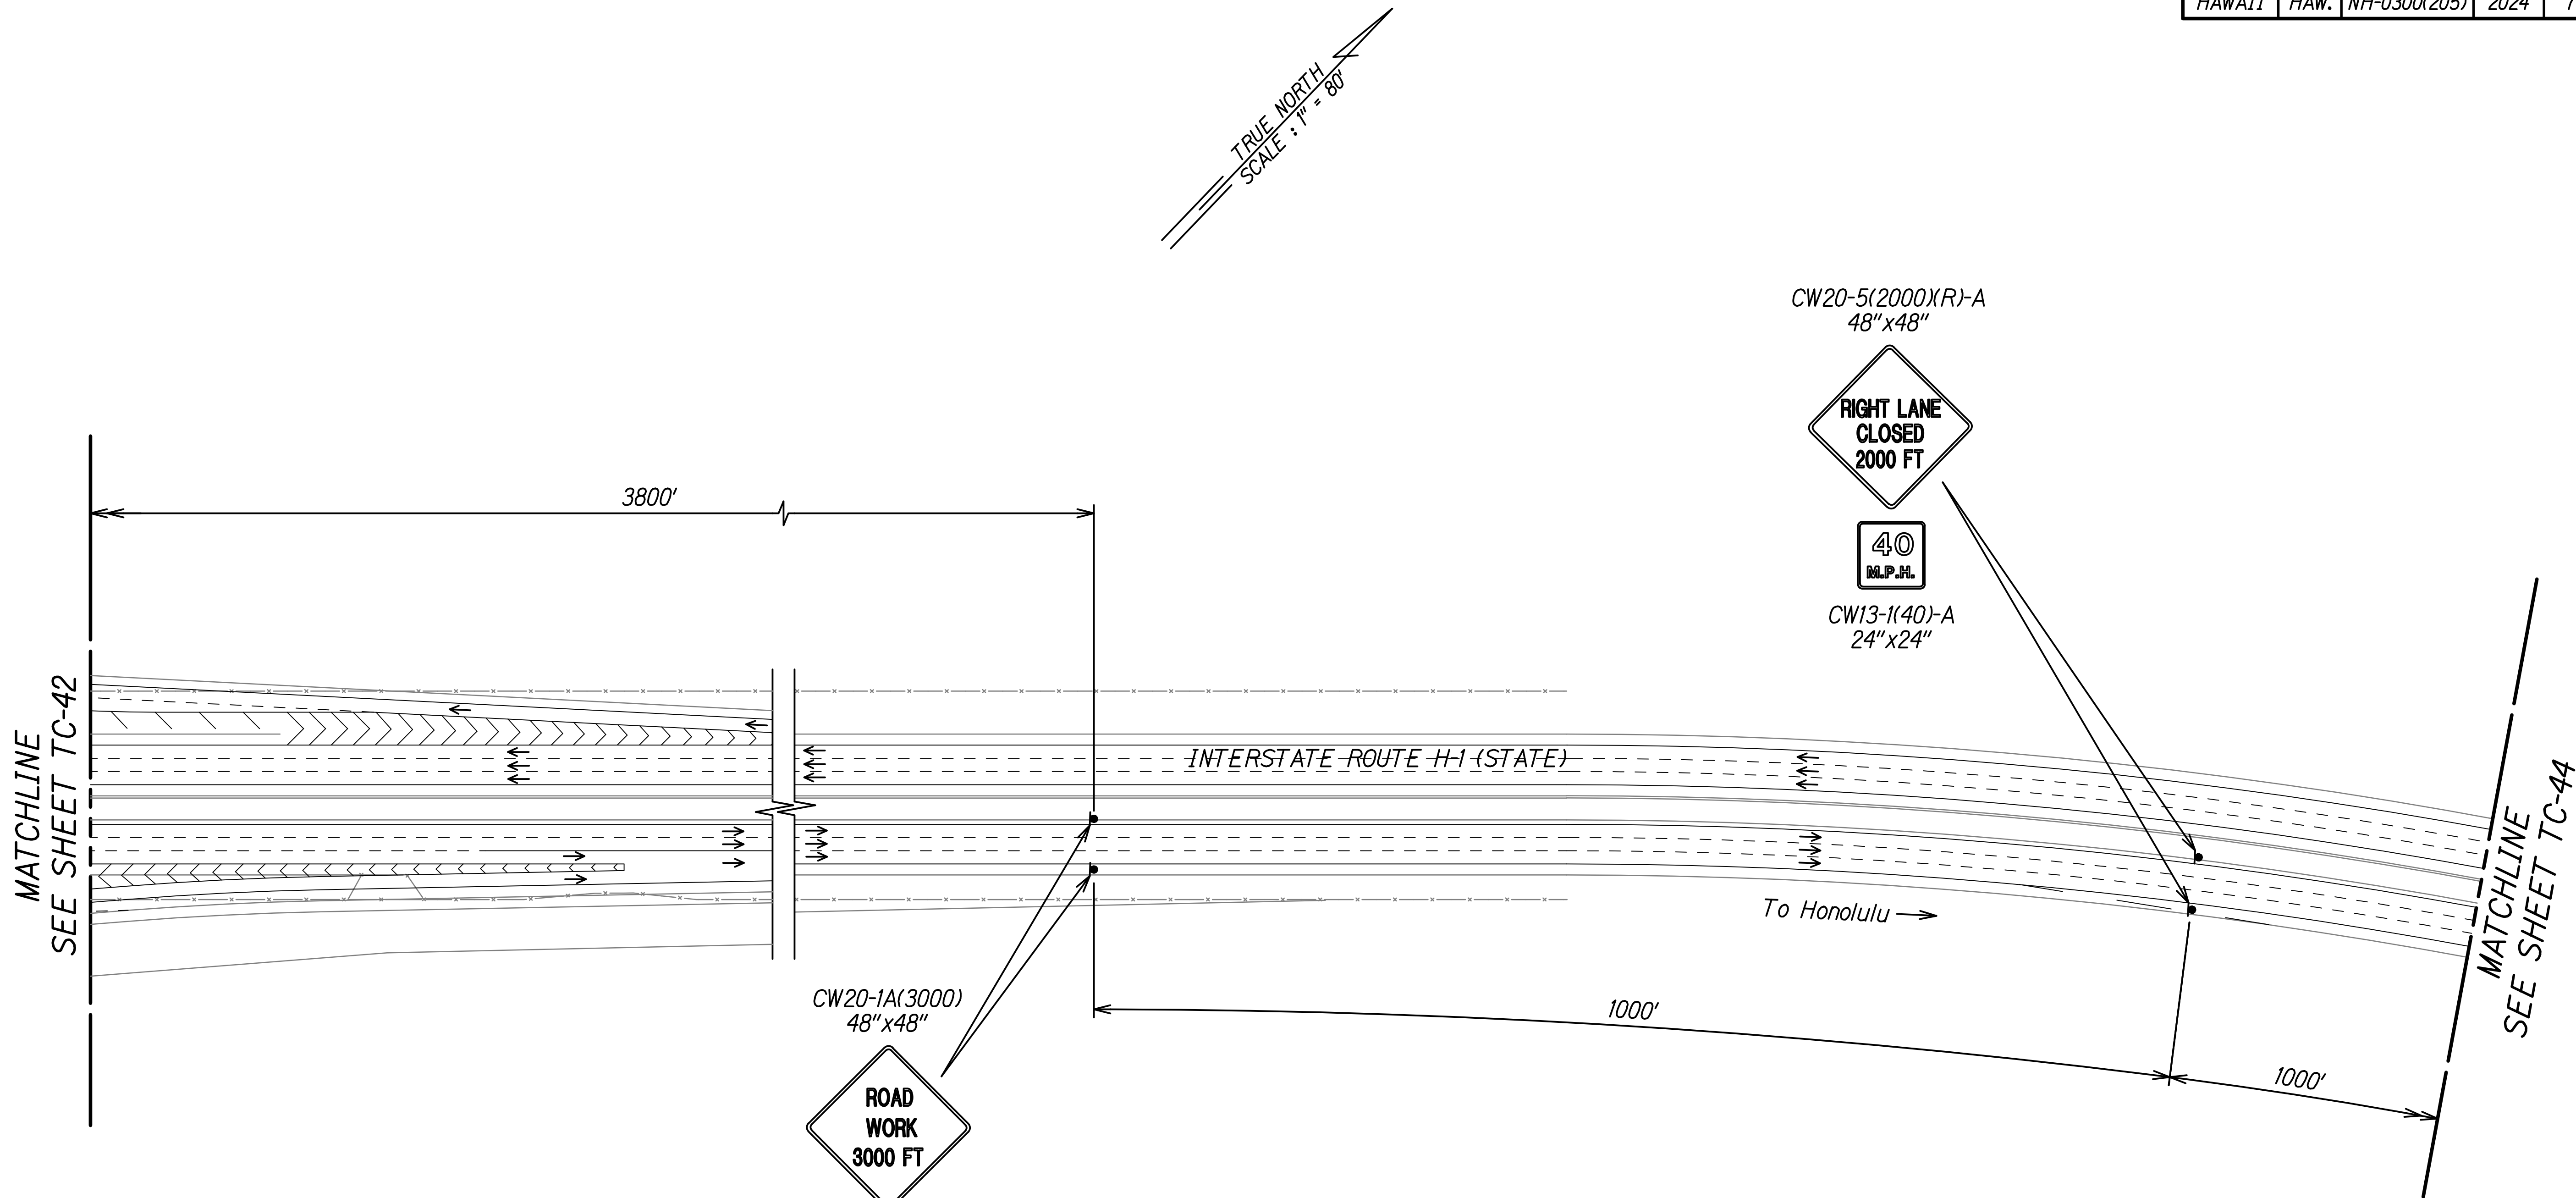 HAWAII HAW. NH-0300(205) 2024
TRUE NORTH
SCALE : 1" = 80'
CW20-5(2000)(R)-A
48"x48"
RIGHT LANE
CLOSED
2000 FT
40
M.P.H.
CW13-1(40)-A
24"x24"
3800'
MATCHLINE
SEE SHEET TC-42
INTERSTATE ROUTE H-1 (STATE)
To Honolulu
MATCHLINE
SEE SHEET TC-44
CW20-1A(3000)
48"x48"
ROAD
WORK
3000 FT
1000'
1000'